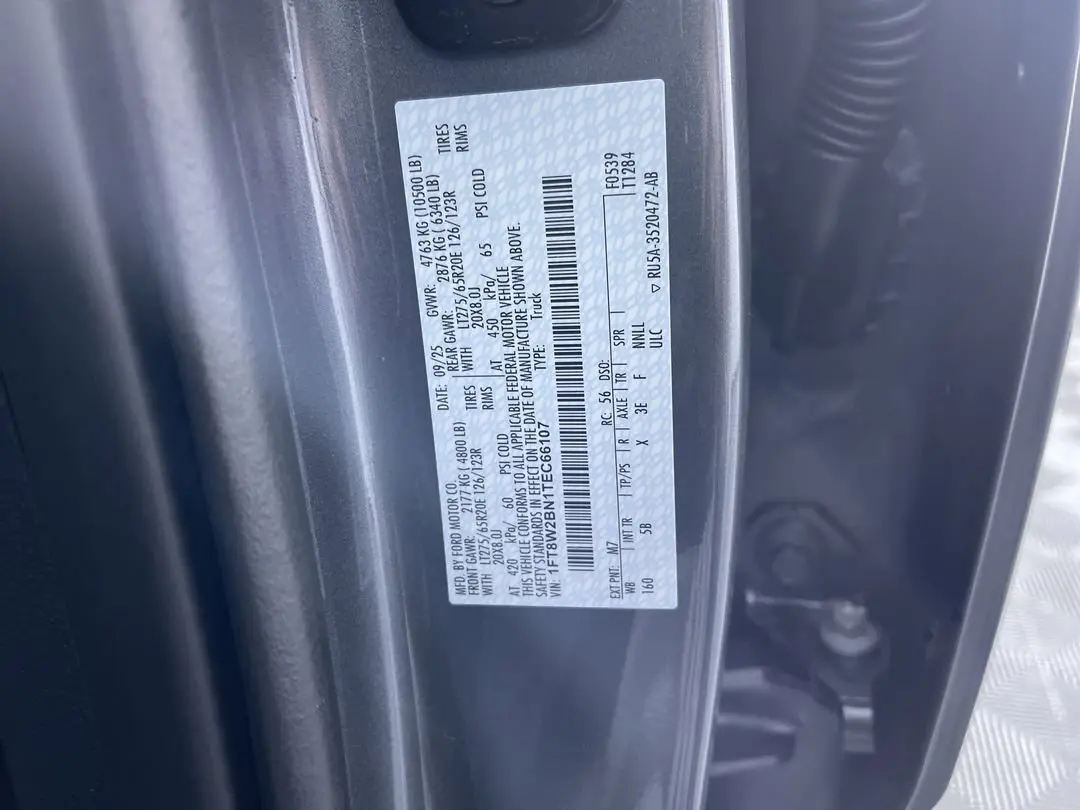 MFD. BY FORD MOTOR CO.
DATE: 09/25 GVWR: 4763 KG (10500 LB)
FRONT GAWR: 2177 KG ( 4800 LB) REAR GAWR: 2876 KG ( 6340 LB)
WITH LT275/65R20E 126/123R TIRES WITH LT275/65R20E 126/123R TIRES
20X8.0J RIMS 20X8.0J RIMS
AT 420 kPa/ 60 PSI COLD AT 450 kPa/ 65 PSI COLD
THIS VEHICLE CONFORMS TO ALL APPLICABLE FEDERAL MOTOR VEHICLE
SAFETY STANDARDS IN EFFECT ON THE DATE OF MANUFACTURE SHOWN ABOVE.
VIN: 1FT8W2BN1TEC66107 TYPE: Truck
EXT PNT: M7 RC: 56 DSO: F0539
WB INT TR TP/PS R AXLE TR SPR T1284
160 5B X 3E F NNLL
ULC ▽ RU5A-3520472-AB